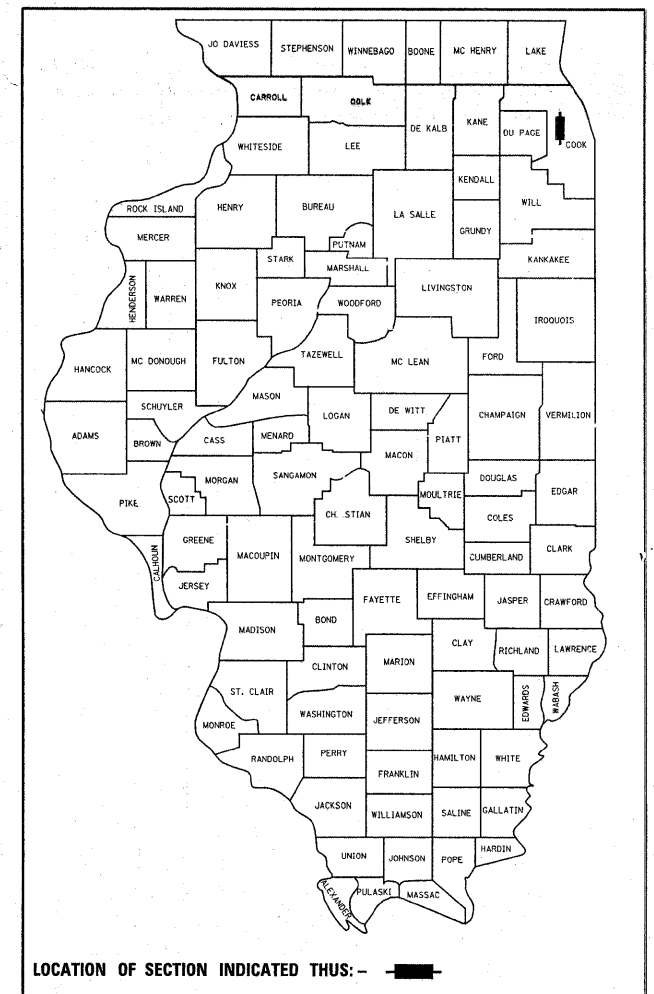 JO DAVIESS STEPHENSON WINNEBAGO BOONE MC HENRY LAKE
CARROLL
DE KALB KANE DU PAGE COOK
WHITESIDE LEE
KENDALL
WILL
ROCK ISLAND HENRY BUREAU LA SALLE
GRUNDY
MERCER PUTNAM
STARK MARSHALL KANKAKEE
HENDERSON WARREN KNOX PEORIA WOODFORD LIVINGSTON
IROQUOIS
HANCOCK MC DONOUGH FULTON TAZEWELL MC LEAN FORD
MASON
SCHUYLER LOGAN DE WITT CHAMPAIGN VERMILION
ADAMS BROWN CASS MENARD MACON PIATT
SANGAMON
PIKE SCOTT MORGAN MOULTRIE DOUGLAS EDGAR
CH STIAN COLES
CALHOUN GREENE MACOUPIN MONTGOMERY SHELBY CUMBERLAND CLARK
JERSEY FAYETTE EFFINGHAM JASPER CRAWFORD
MADISON BOND
CLAY RICHLAND LAWRENCE
CLINTON MARION
ST. CLAIR WAYNE EDWARDS WABASH
MONROE WASHINGTON JEFFERSON
RANDOLPH PERRY HAMILTON WHITE
FRANKLIN
JACKSON WILLIAMSON SALINE GALLATIN
UNION JOHNSON POPE HARDIN
ALEXANDER PULASKI MASSAC
LOCATION OF SECTION INDICATED THUS: -